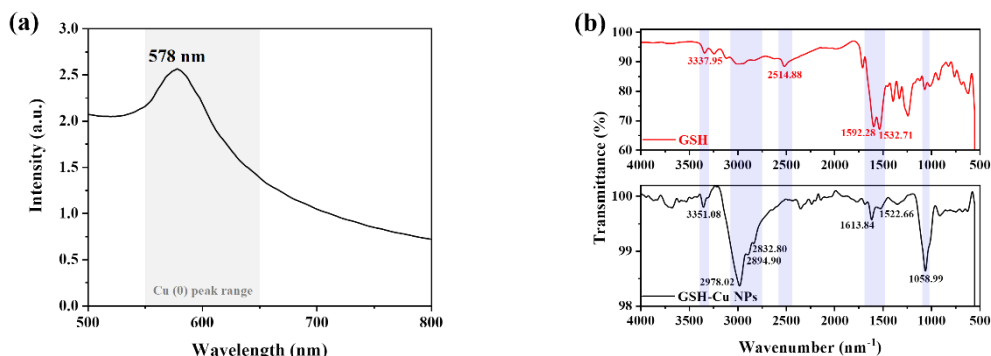 (a)
3.0
2.5
2.0
1.5
1.0
0.5
0.0
Intensity (a.u.)
578 nm
Cu (0) peak range
500 600 700 800
Wavelength (nm)
(b)
Transmittance (%)
100
90
80
70
60
3337.95
2514.88
1592.28
1532.71
GSH
4000 3500 3000 2500 2000 1500 1000 500
100
99
98
3351.08
2832.80
2894.90
2978.02
1613.84
1522.66
1058.99
GSH-Cu NPs
4000 3500 3000 2500 2000 1500 1000 500
Wavenumber (nm⁻¹)